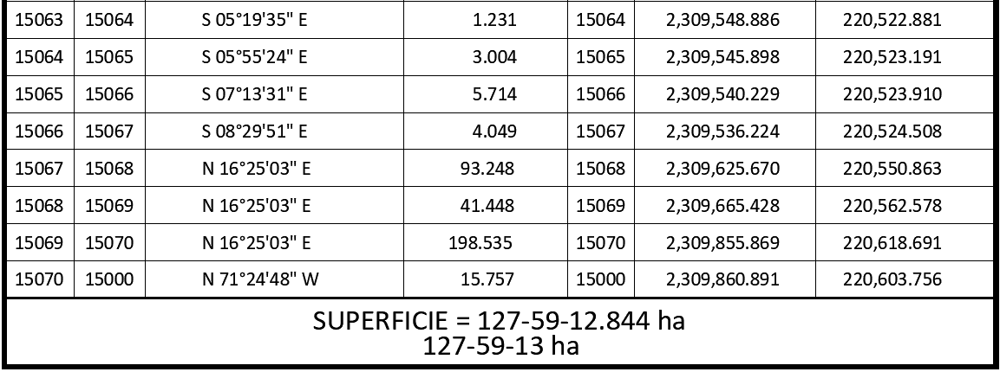 15063 15064 S 05°19'35" E 1.231 15064 2,309,548.886 220,522.881
15064 15065 S 05°55'24" E 3.004 15065 2,309,545.898 220,523.191
15065 15066 S 07°13'31" E 5.714 15066 2,309,540.229 220,523.910
15066 15067 S 08°29'51" E 4.049 15067 2,309,536.224 220,524.508
15067 15068 N 16°25'03" E 93.248 15068 2,309,625.670 220,550.863
15068 15069 N 16°25'03" E 41.448 15069 2,309,665.428 220,562.578
15069 15070 N 16°25'03" E 198.535 15070 2,309,855.869 220,618.691
15070 15000 N 71°24'48" W 15.757 15000 2,309,860.891 220,603.756
SUPERFICIE = 127-59-12.844 ha
127-59-13 ha